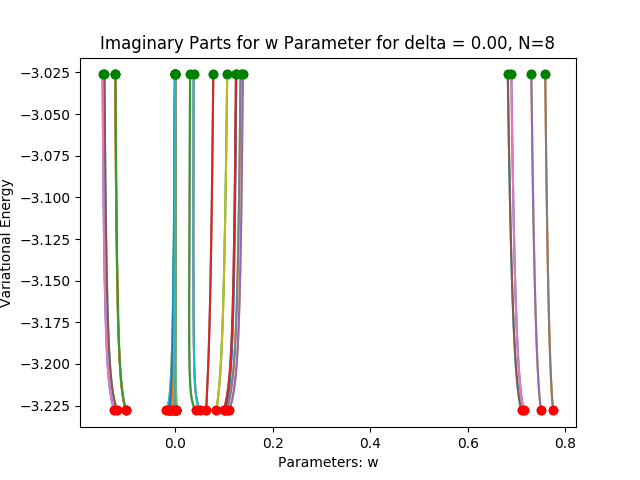 Imaginary Parts for w Parameter for delta = 0.00, N=8
Variational Energy
−3.025
−3.050
−3.075
−3.100
−3.125
−3.150
−3.175
−3.200
−3.225
0.0 0.2 0.4 0.6 0.8
Parameters: w